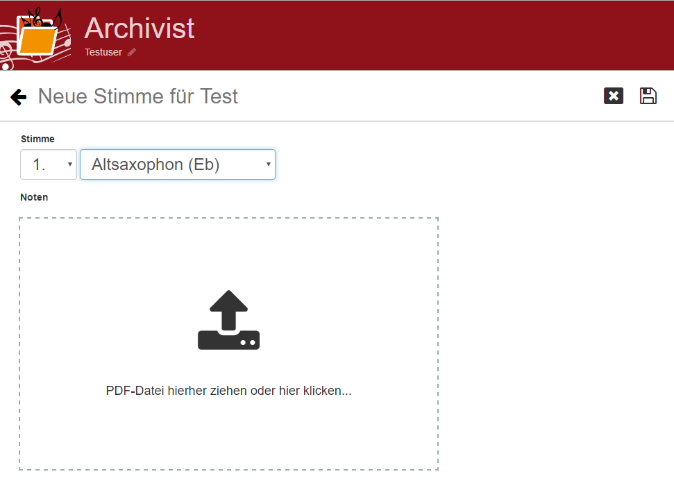 Archivist
Testuser
Neue Stimme für Test
Stimme
1. Altsaxophon (Eb)
Noten
PDF-Datei hierher ziehen oder hier klicken...